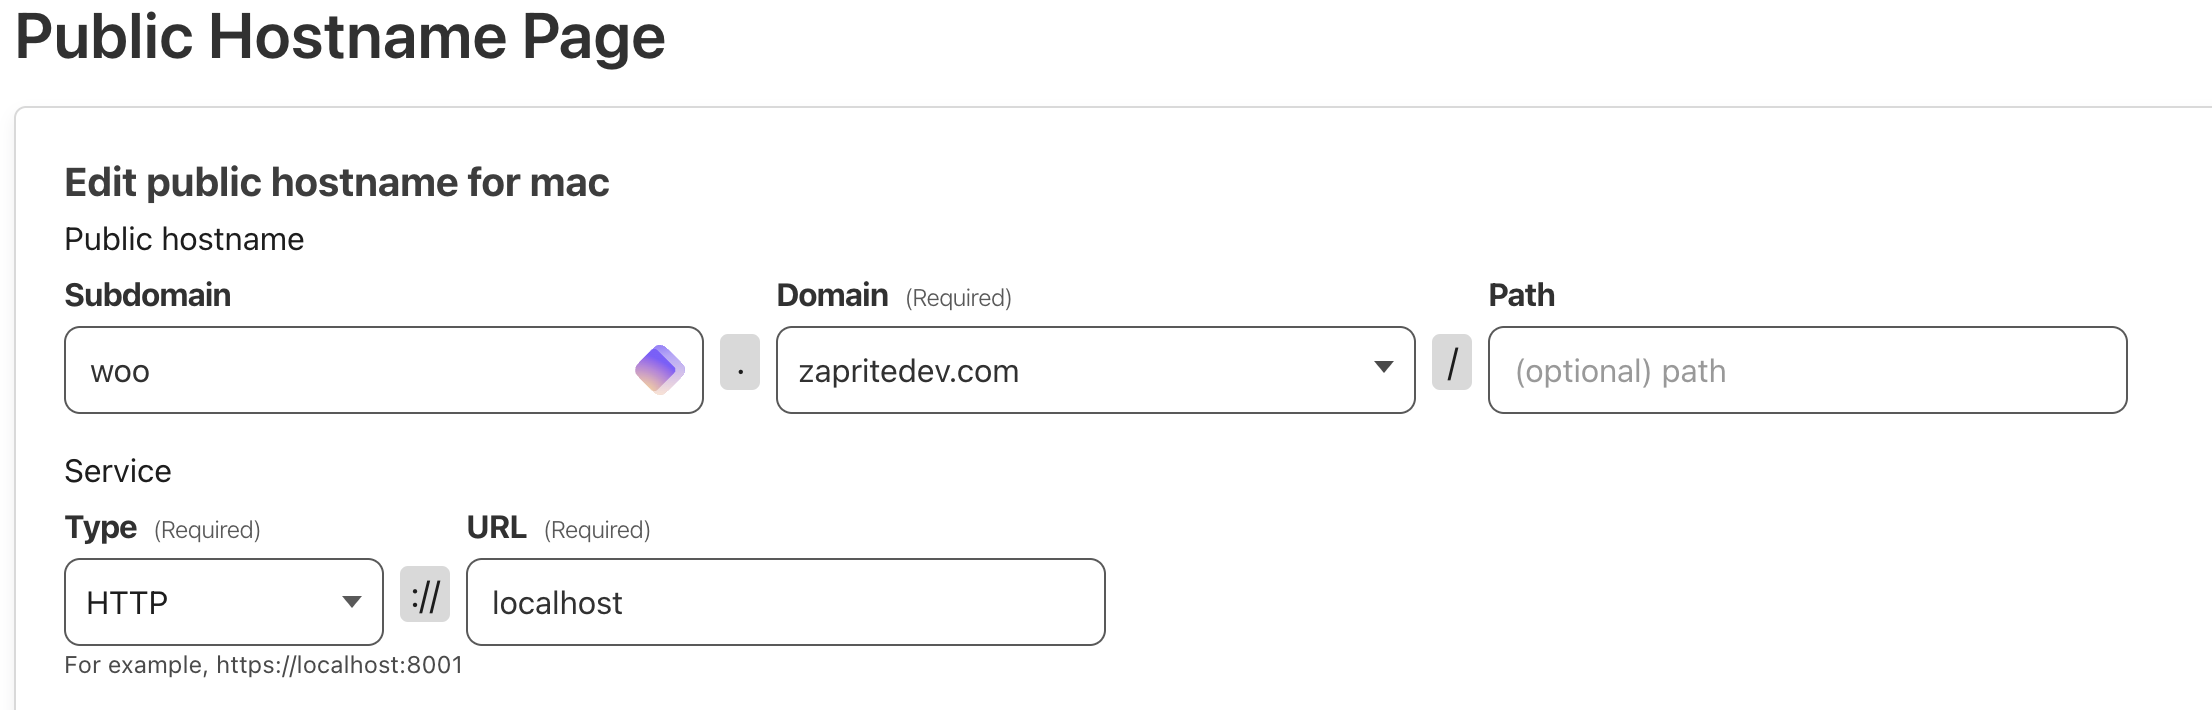 Public Hostname Page
Edit public hostname for mac
Public hostname
Subdomain
Domain (Required)
Path
woo
.
zapritedev.com
/
(optional) path
Service
Type (Required)
URL (Required)
HTTP
://
localhost
For example, https://localhost:8001